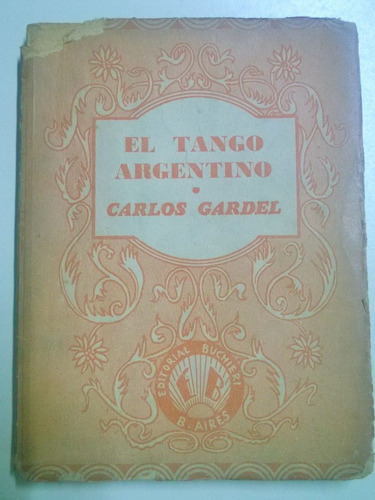 EL TANGO
ARGENTINO
CARLOS GARDEL
EDITORIAL BUCHIERI
E B
B. AIRES